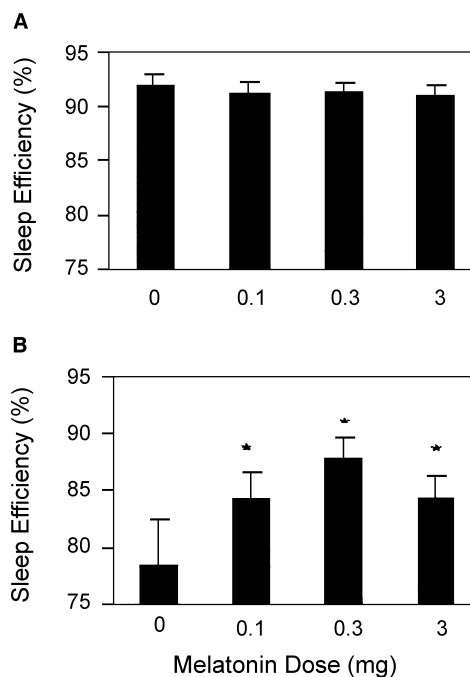 A
Sleep Efficiency (%)
95
90
85
80
75
0 0.1 0.3 3
B
Sleep Efficiency (%)
95
90
85
80
75
* * *
0 0.1 0.3 3
Melatonin Dose (mg)